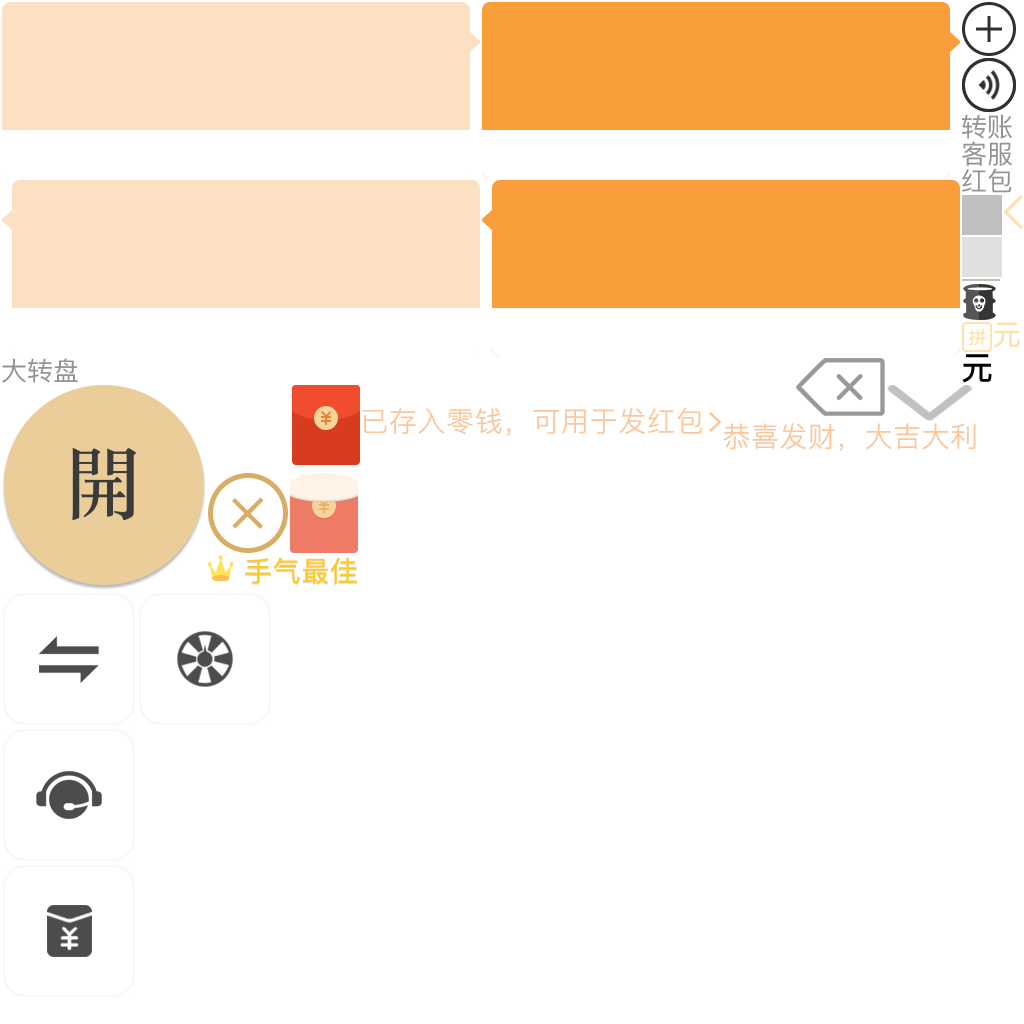 转账
客服
红包
拼 元
元
大转盘
開
¥
已存入零钱，可用于发红包
恭喜发财，大吉大利
¥
手气最佳
¥